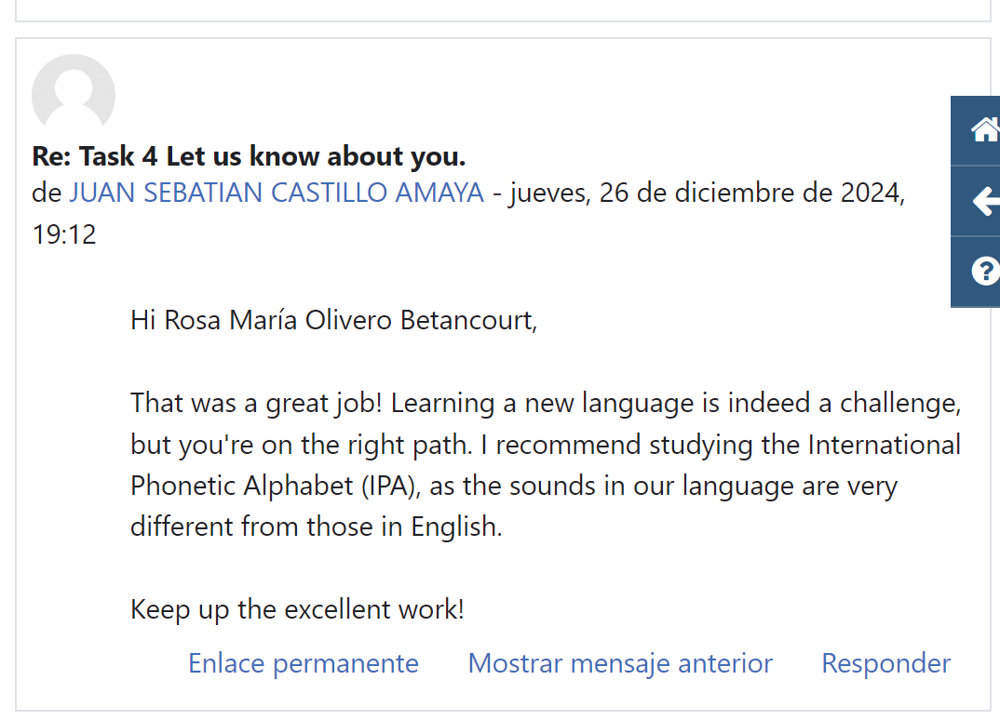 Re: Task 4 Let us know about you.
de JUAN SEBATIAN CASTILLO AMAYA - jueves, 26 de diciembre de 2024,
19:12
Hi Rosa María Olivero Betancourt,
That was a great job! Learning a new language is indeed a challenge,
but you're on the right path. I recommend studying the International
Phonetic Alphabet (IPA), as the sounds in our language are very
different from those in English.
Keep up the excellent work!
Enlace permanente Mostrar mensaje anterior Responder